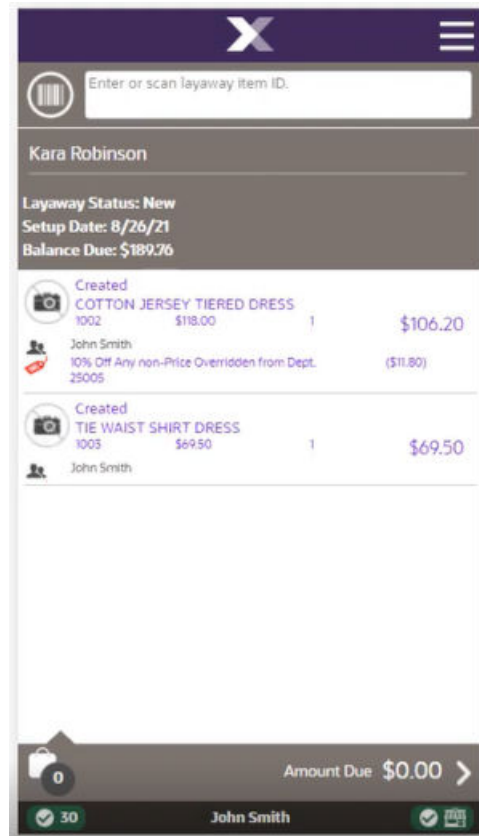 Enter or scan layaway item ID.
Kara Robinson
Layaway Status: New
Setup Date: 8/26/21
Balance Due: $189.76
Created
COTTON JERSEY TIERED DRESS
1002 $118.00 1 $106.20
John Smith
10% Off Any non-Price Overridden from Dept. ($11.80)
25005
Created
TIE WAIST SHIRT DRESS
1003 $69.50 1 $69.50
John Smith
0
Amount Due $0.00
30 John Smith